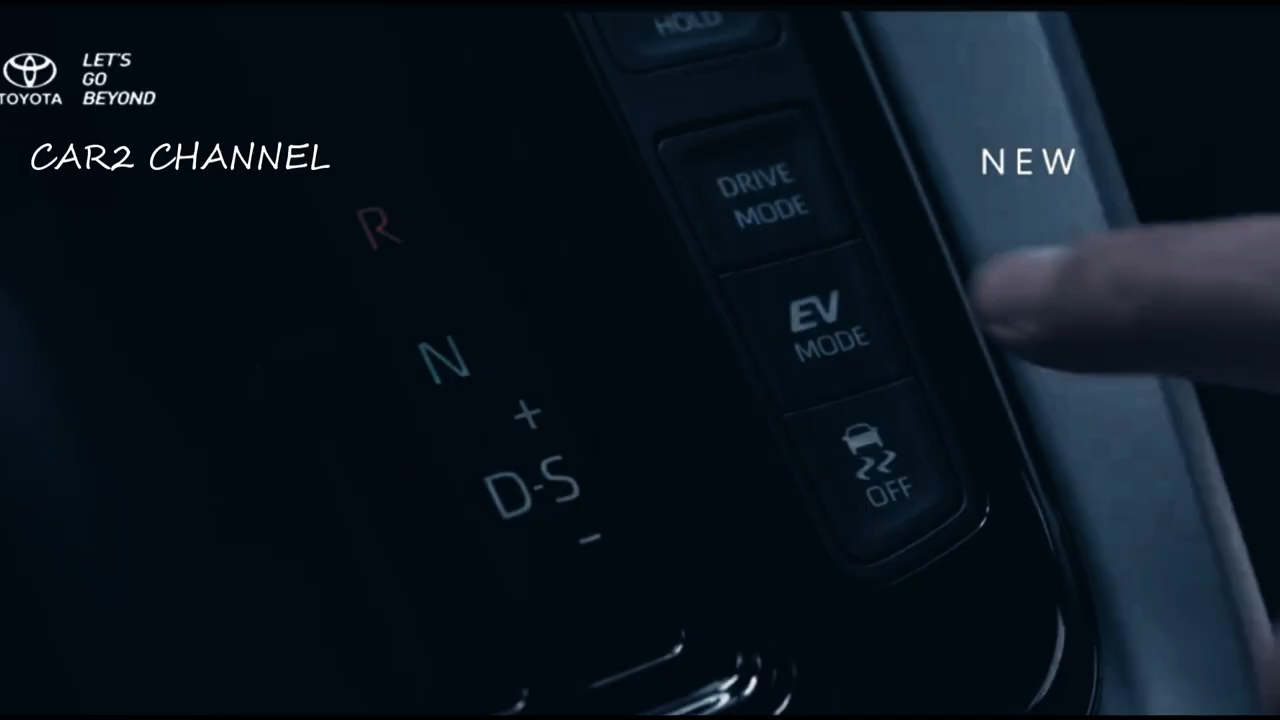 HOLD
TOYOTA
LET'S
GO
BEYOND
CAR2 CHANNEL
NEW
DRIVE
MODE
R
EV
MODE
N
+
D-S
-
OFF